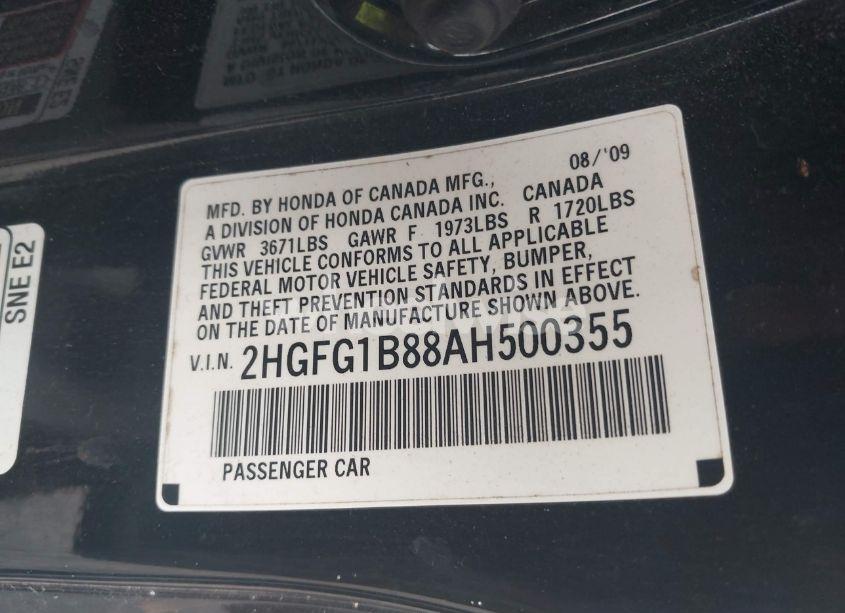 08/'09
MFD. BY HONDA OF CANADA MFG.,
A DIVISION OF HONDA CANADA INC. CANADA
GVWR 3671LBS GAWR F 1973LBS R 1720LBS
THIS VEHICLE CONFORMS TO ALL APPLICABLE
FEDERAL MOTOR VEHICLE SAFETY, BUMPER,
AND THEFT PREVENTION STANDARDS IN EFFECT
ON THE DATE OF MANUFACTURE SHOWN ABOVE.
V.I.N. 2HGFG1B88AH500355
PASSENGER CAR
SNE E2